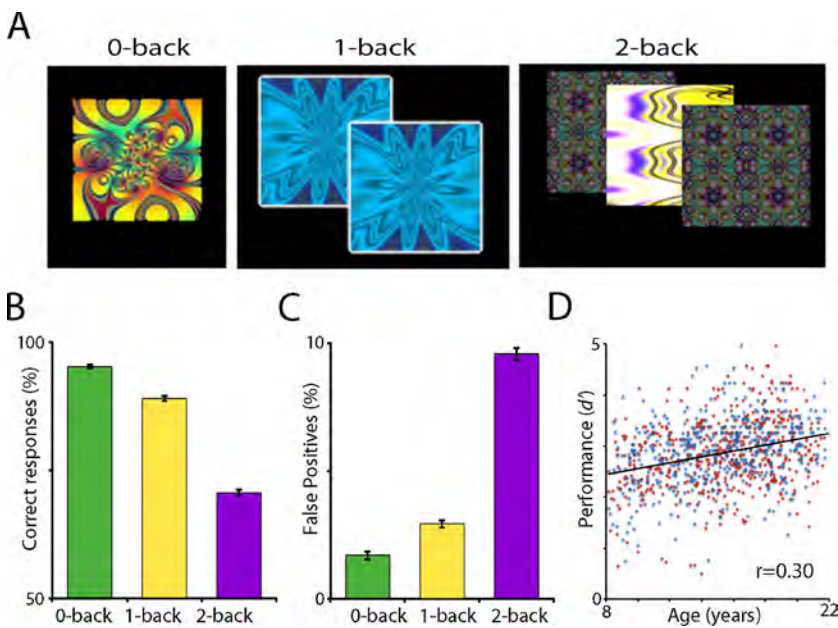 A
0-back
1-back
2-back
B
Correct responses (%)
100
50
0-back 1-back 2-back
C
False Positives (%)
10
0
0-back 1-back 2-back
D
Performance (d')
5
0
r=0.30
8
Age (years)
22